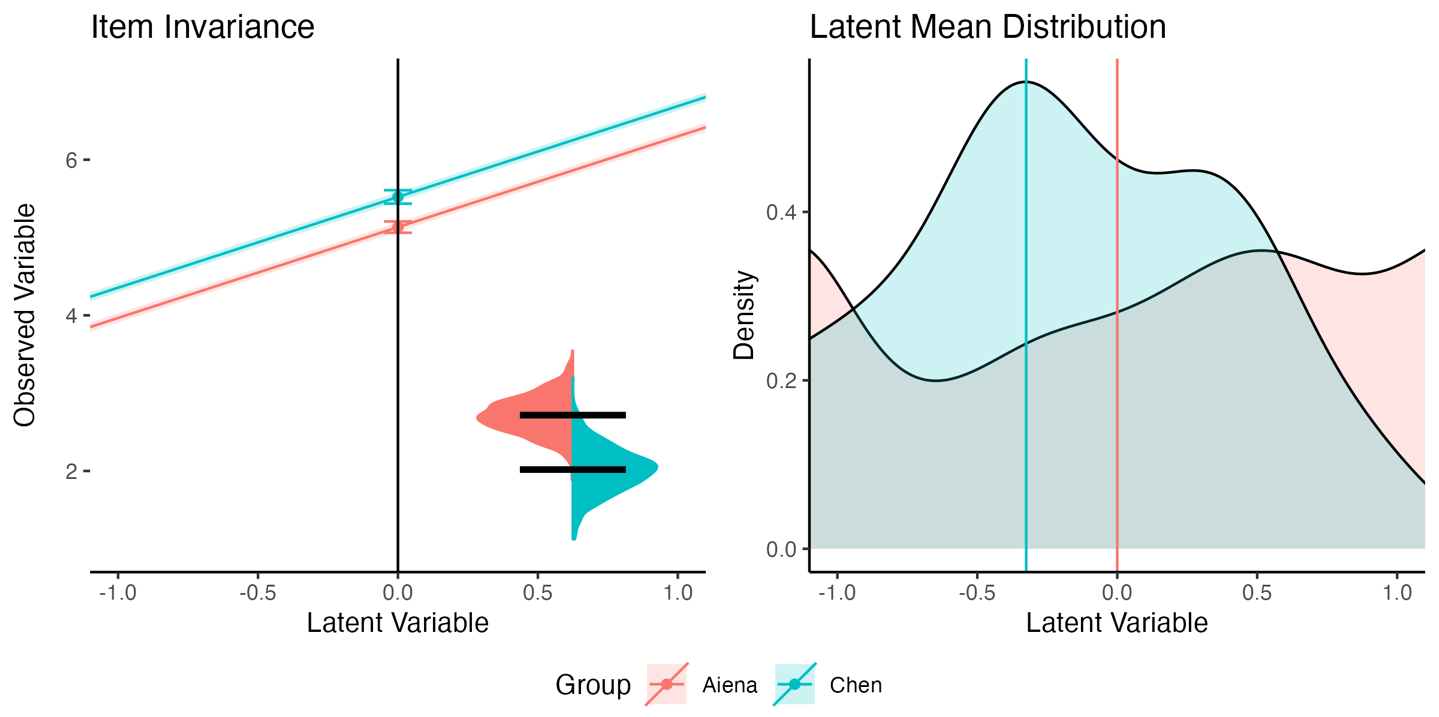 Item Invariance
Observed Variable
6
4
2
-1.0 -0.5 0.0 0.5 1.0
Latent Variable
Latent Mean Distribution
Density
0.4
0.2
0.0
-1.0 -0.5 0.0 0.5 1.0
Latent Variable
Group Aiena Chen